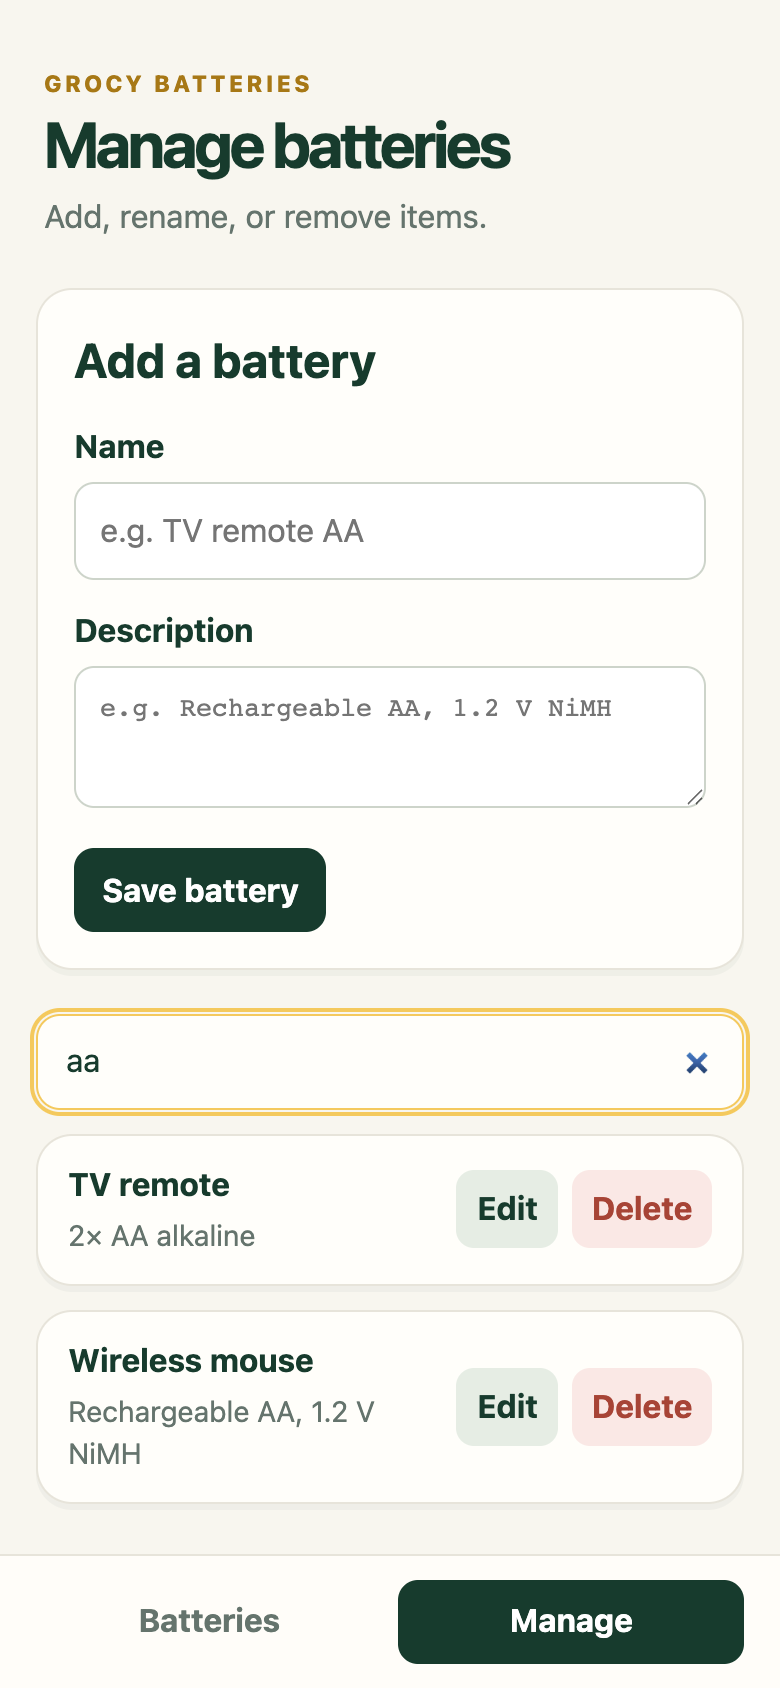 GROCY BATTERIES
Manage batteries
Add, rename, or remove items.
Add a battery
Name
e.g. TV remote AA
Description
e.g. Rechargeable AA, 1.2 V NiMH
Save battery
aa
TV remote
2× AA alkaline
Edit
Delete
Wireless mouse
Rechargeable AA, 1.2 V
NiMH
Edit
Delete
Batteries
Manage